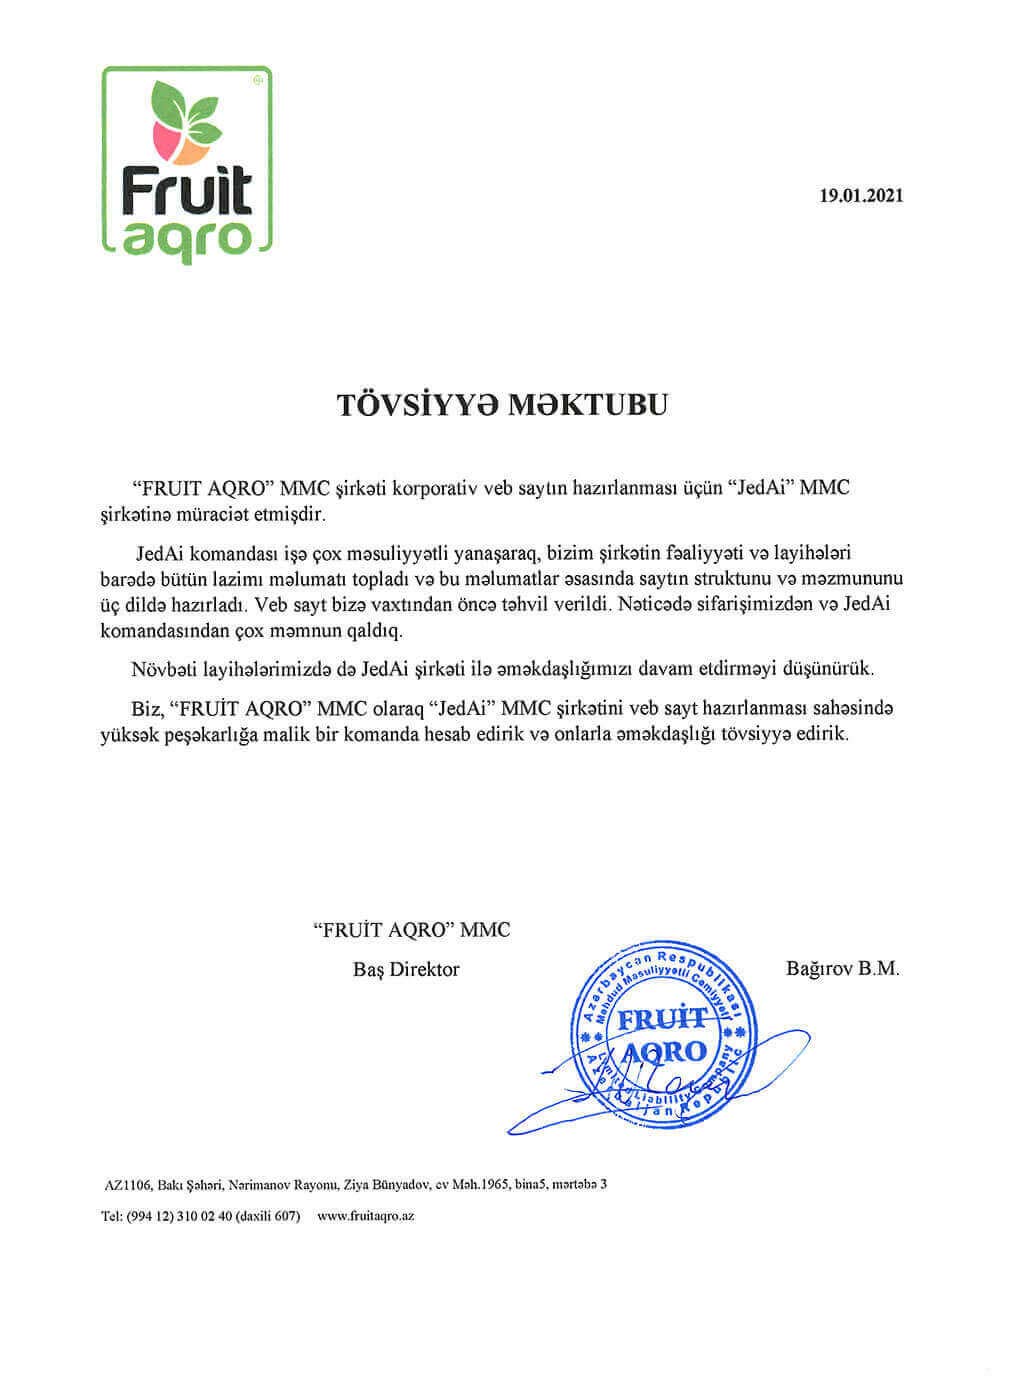 Fruit
aqro
19.01.2021
TÖVSİYYƏ MƏKTUBU
“FRUIT AQRO” MMC şirkəti korporativ veb saytın hazırlanması üçün “JedAi” MMC
şirkətinə müraciət etmişdir.
JedAi komandası işə çox məsuliyyətli yanaşaraq, bizim şirkətin fəaliyyəti və layihələri
barədə bütün lazimı məlumatı topladı və bu məlumatlar əsasında saytın struktunu və məzmununu
üç dildə hazırladı. Veb sayt bizə vaxtından öncə təhvil verildi. Nəticədə sifarişimizdən və JedAi
komandasından çox məmnun qaldıq.
Növbəti layihələrimizdə də JedAi şirkəti ilə əməkdaşlığımızı davam etdirməyi düşünürük.
Biz, “FRUİT AQRO” MMC olaraq “JedAi” MMC şirkətini veb sayt hazırlanması sahəsində
yüksək peşəkarlığa malik bir komanda hesab edirik və onlarla əməkdaşlığı tövsiyyə edirik.
“FRUİT AQRO” MMC
Baş Direktor
Bağırov B.M.
Azərbaycan Respublikası
Məhdud Məsuliyyətli Cəmiyyəti
FRUİT
AQRO
Limited Liability Company
Azerbaijan Republic
AZ1106, Bakı Şəhəri, Nərimanov Rayonu, Ziya Bünyadov, ev Məh.1965, bina5, mərtəbə 3
Tel: (994 12) 310 02 40 (daxili 607) www.fruitaqro.az